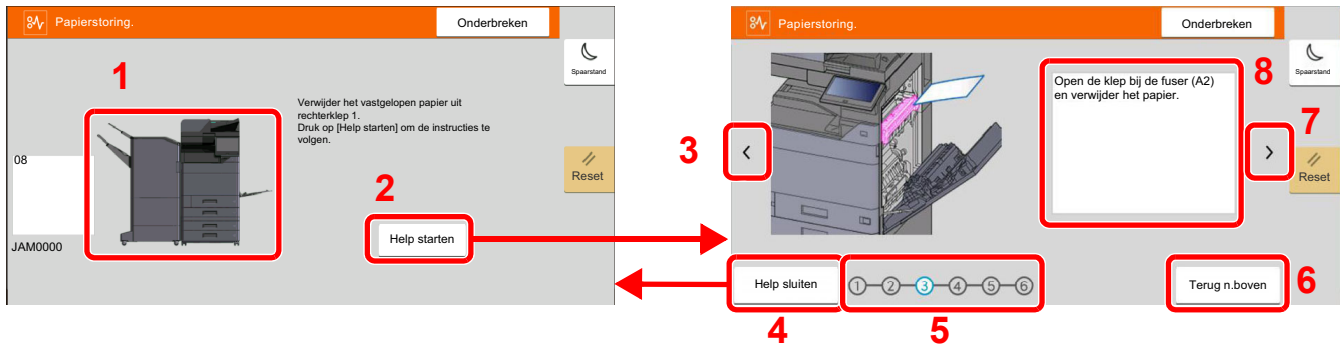 Papierstoring.
Onderbreken
Spaarstand
1
Verwijder het vastgelopen papier uit
rechterklep 1.
Druk op [Help starten] om de instructies te
volgen.
08
Reset
2
JAM0000
Help starten
Papierstoring.
Onderbreken
8
Spaarstand
Open de klep bij de fuser (A2)
en verwijder het papier.
7
3
<
>
Reset
Help sluiten
1 2 3 4 5 6
Terug n.boven
6
4
5